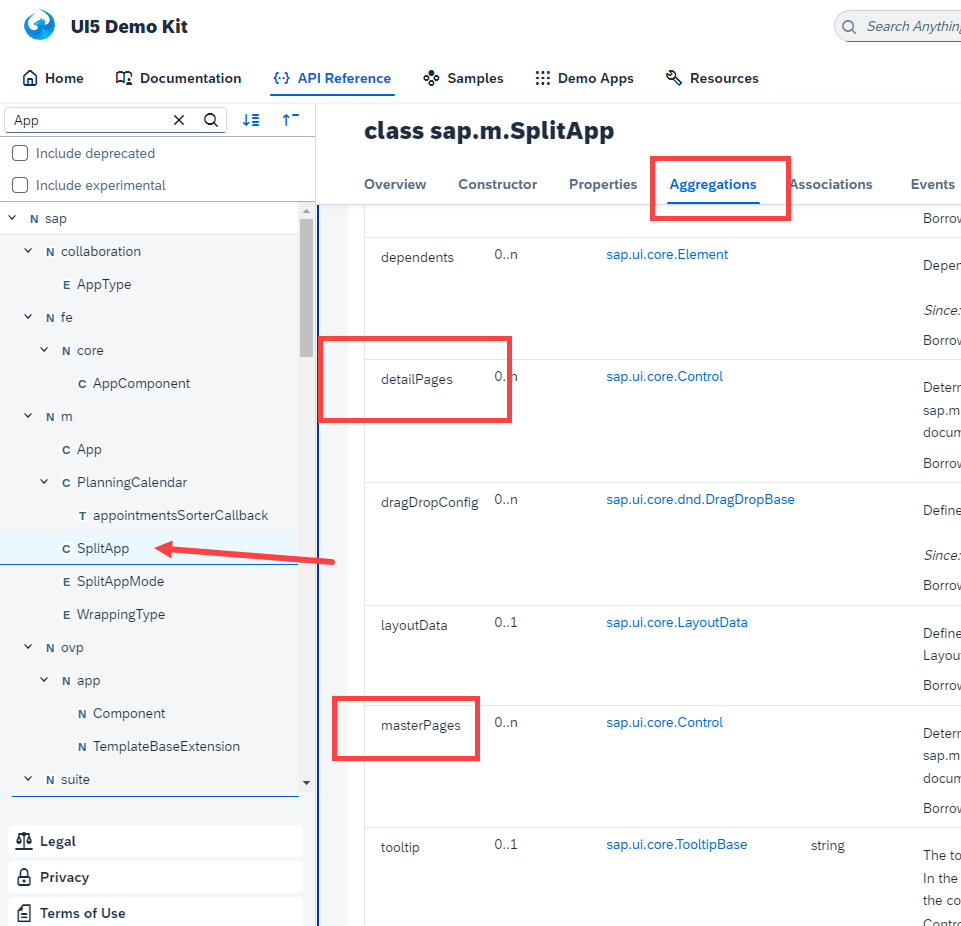 UI5 Demo Kit
Search Anything
Home
Documentation
API Reference
Samples
Demo Apps
Resources
App
Include deprecated
Include experimental
N sap
N collaboration
E AppType
N fe
N core
C AppComponent
N m
C App
C PlanningCalendar
T appointmentsSorterCallback
C SplitApp
E SplitAppMode
E WrappingType
N ovp
N app
N Component
N TemplateBaseExtension
N suite
Legal
Privacy
Terms of Use
class sap.m.SplitApp
Overview Constructor Properties Aggregations Associations Events
Borrow
dependents 0..n sap.ui.core.Element
Depen
Since:
Borrow
detailPages 0..n sap.ui.core.Control
Deterr
sap.m
docum
Borrow
dragDropConfig 0..n sap.ui.core.dnd.DragDropBase
Define
Since:
Borrow
layoutData 0..1 sap.ui.core.LayoutData
Define
Layou
Borrow
masterPages 0..n sap.ui.core.Control
Deterr
sap.m
docum
Borrow
tooltip 0..1 sap.ui.core.TooltipBase string
The to
In the
the co
Contro